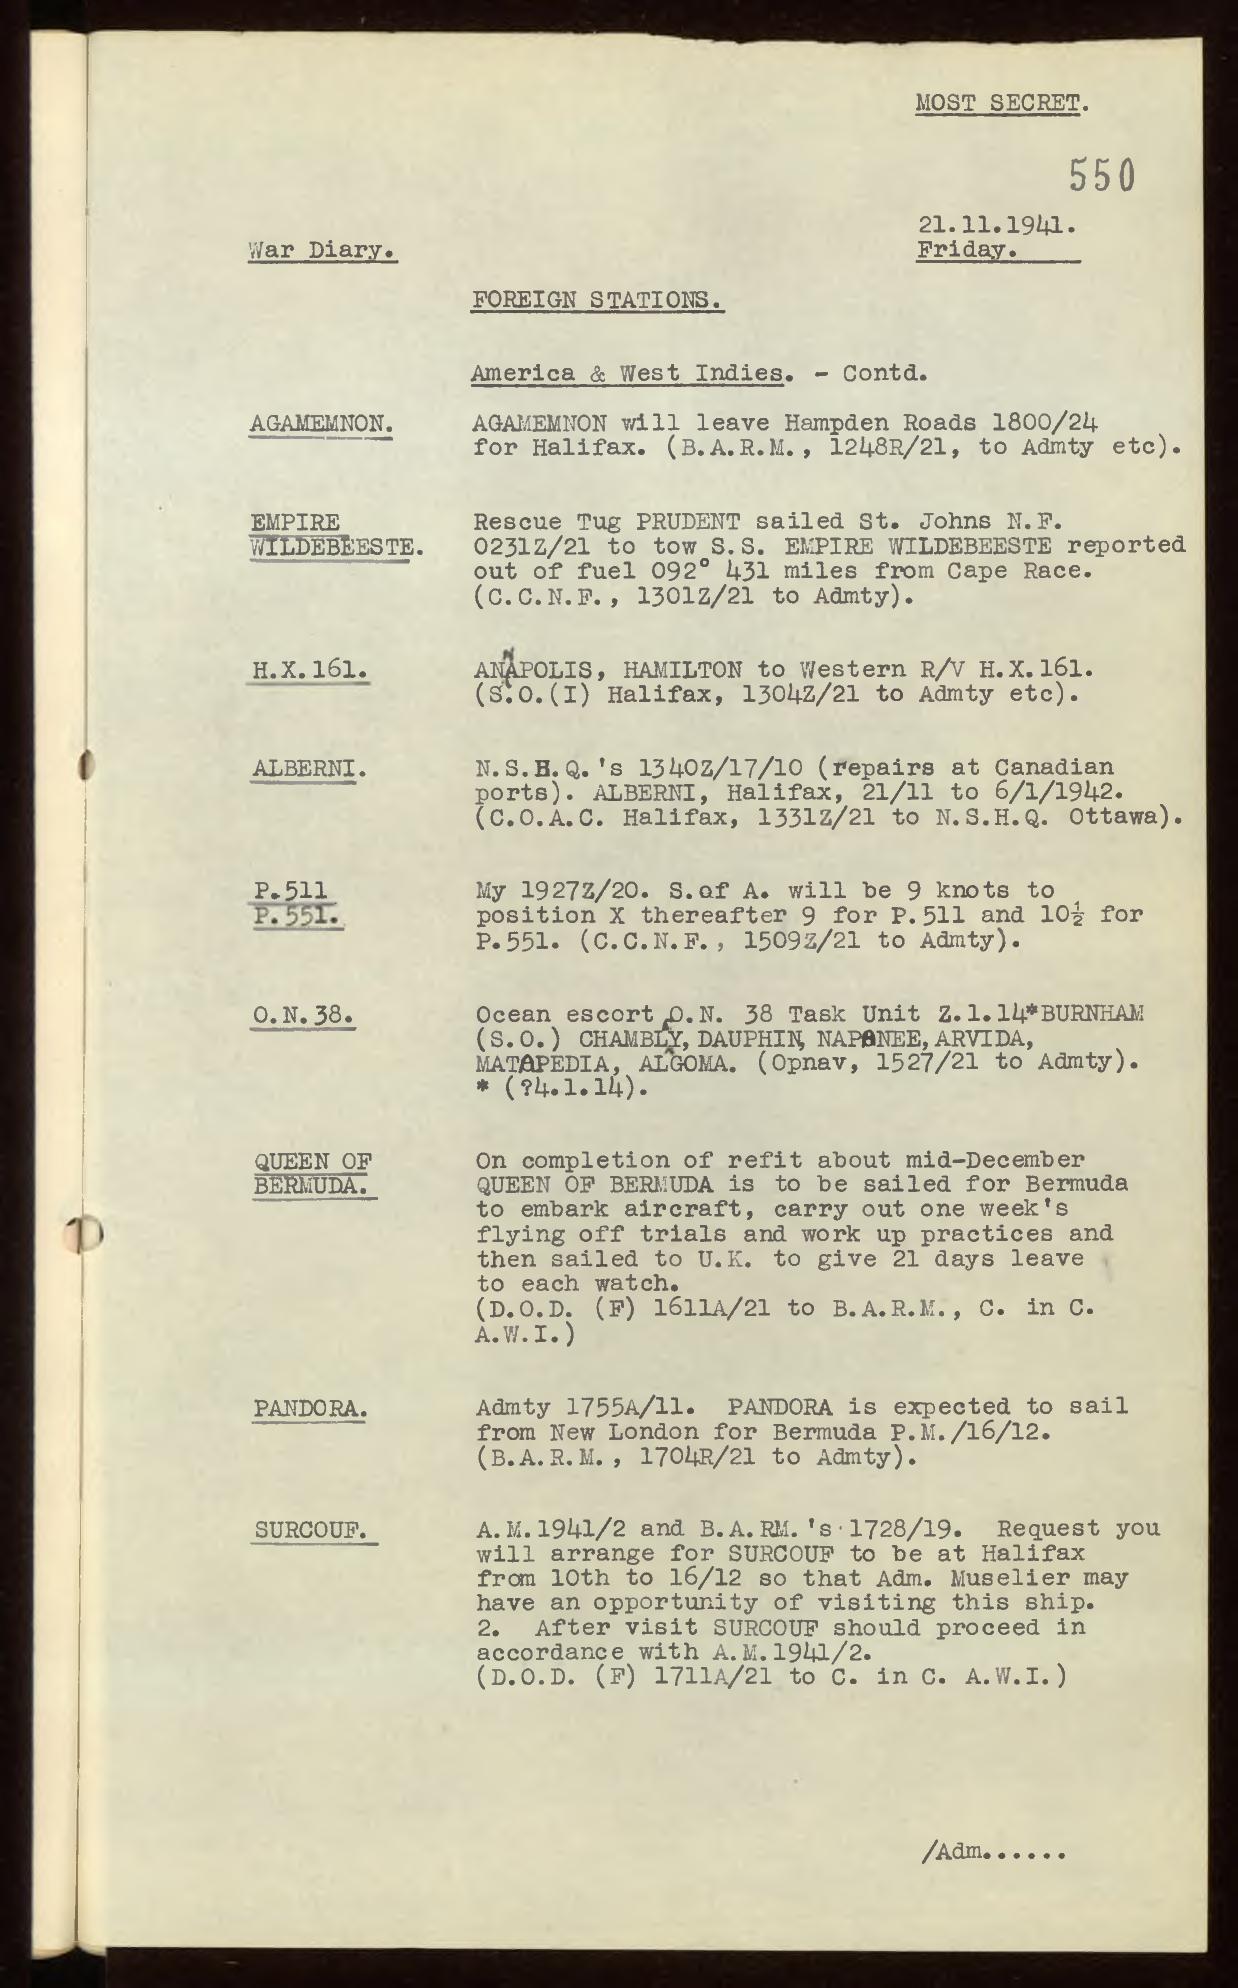 MOST SECRET.
550
21.11.1941.
War Diary.
Friday.
FOREIGN STATIONS.
America & West Indies. - Contd.
AGAMEMNON.
AGAMEMNON will leave Hampden Roads 1800/24
for Halifax. (B.A.R.M., 1248R/21, to Admty etc).
EMPIRE
WILDEBEESTE.
Rescue Tug PRUDENT sailed St. Johns N.F.
0231Z/21 to tow S.S. EMPIRE WILDEBEESTE reported
out of fuel 092° 431 miles from Cape Race.
(C.C.N.F., 1301Z/21 to Admty).
H.X.161.
ANNAPOLIS, HAMILTON to Western R/V H.X.161.
(S.O.(I) Halifax, 1304Z/21 to Admty etc).
ALBERNI.
N.S.H.Q.'s 1340Z/17/10 (repairs at Canadian
ports). ALBERNI, Halifax, 21/11 to 6/1/1942.
(C.O.A.C. Halifax, 1331Z/21 to N.S.H.Q. Ottawa).
P.511
P.551.
My 1927Z/20. S.of A. will be 9 knots to
position X thereafter 9 for P.511 and 10½ for
P.551. (C.C.N.F., 1509Z/21 to Admty).
O.N.38.
Ocean escort O.N. 38 Task Unit Z.1.14*BURNHAM
(S.O.) CHAMBLY, DAUPHIN, NAPANEE, ARVIDA,
MATAPEDIA, ALGOMA. (Opnav, 1527/21 to Admty).
* (?4.1.14).
QUEEN OF
BERMUDA.
On completion of refit about mid-December
QUEEN OF BERMUDA is to be sailed for Bermuda
to embark aircraft, carry out one week's
flying off trials and work up practices and
then sailed to U.K. to give 21 days leave
to each watch.
(D.O.D. (F) 1611A/21 to B.A.R.M., C. in C.
A.W.I.)
PANDORA.
Admty 1755A/11. PANDORA is expected to sail
from New London for Bermuda P.M./16/12.
(B.A.R.M., 1704R/21 to Admty).
SURCOUF.
A.M.1941/2 and B.A.RM.'s 1728/19. Request you
will arrange for SURCOUF to be at Halifax
from 10th to 16/12 so that Adm. Muselier may
have an opportunity of visiting this ship.
2. After visit SURCOUF should proceed in
accordance with A.M.1941/2.
(D.O.D. (F) 1711A/21 to C. in C. A.W.I.)
/Adm......